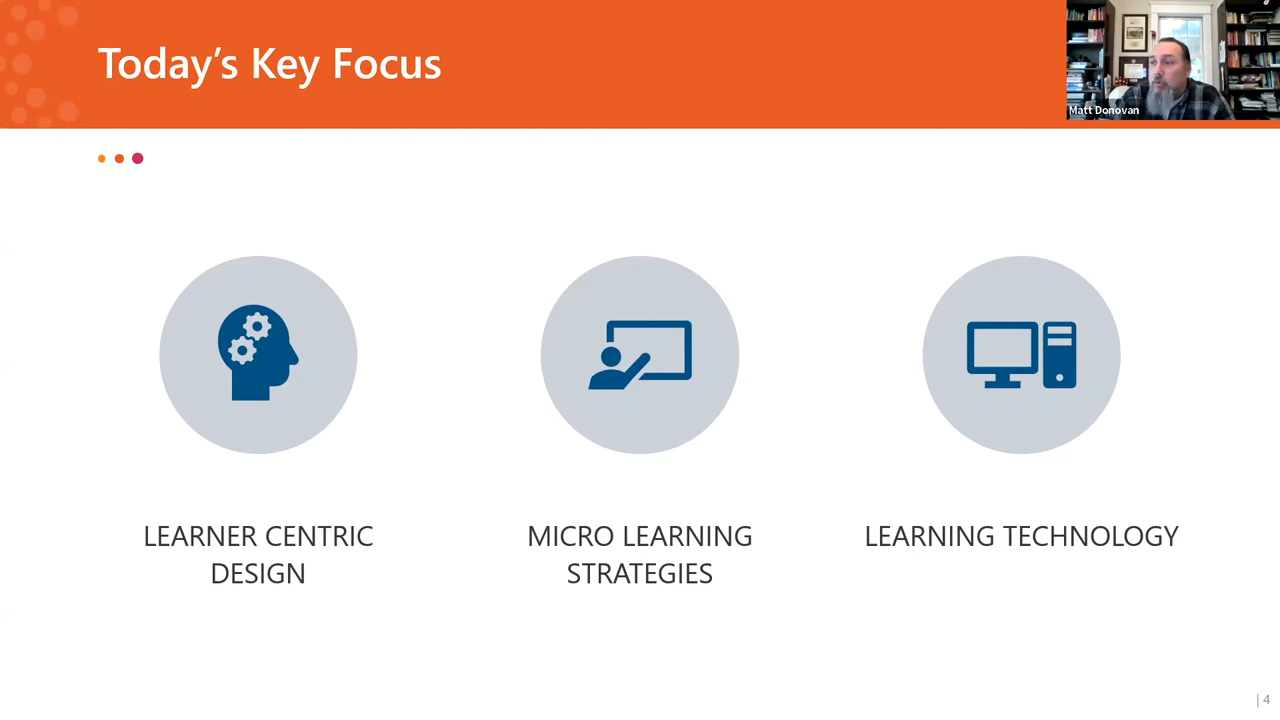 Today's Key Focus
Matt Donovan
LEARNER CENTRIC
DESIGN
MICRO LEARNING
STRATEGIES
LEARNING TECHNOLOGY
| 4